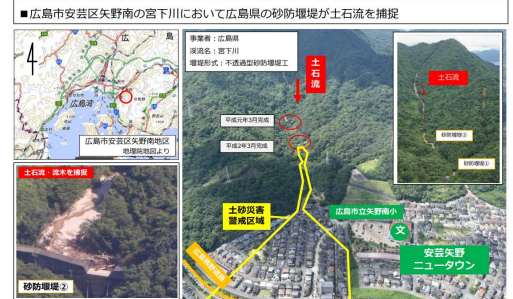 ■広島市安芸区矢野南の宮下川において広島県の砂防堰堤が土石流を捕捉
広
島
広島湾
広島市安芸区矢野南地区
地理院地図より
事業者：広島県
渓流名：宮下川
堰堤形式：不透過型砂防堰堤工
土石流
平成元年3月完成
平成2年3月完成
土石流
砂防堰堤②
砂防堰堤①
土石流・流木を捕捉
砂防堰堤②
土砂災害
警戒区域
広島市立矢野南小
文
安芸矢野
ニュータウン